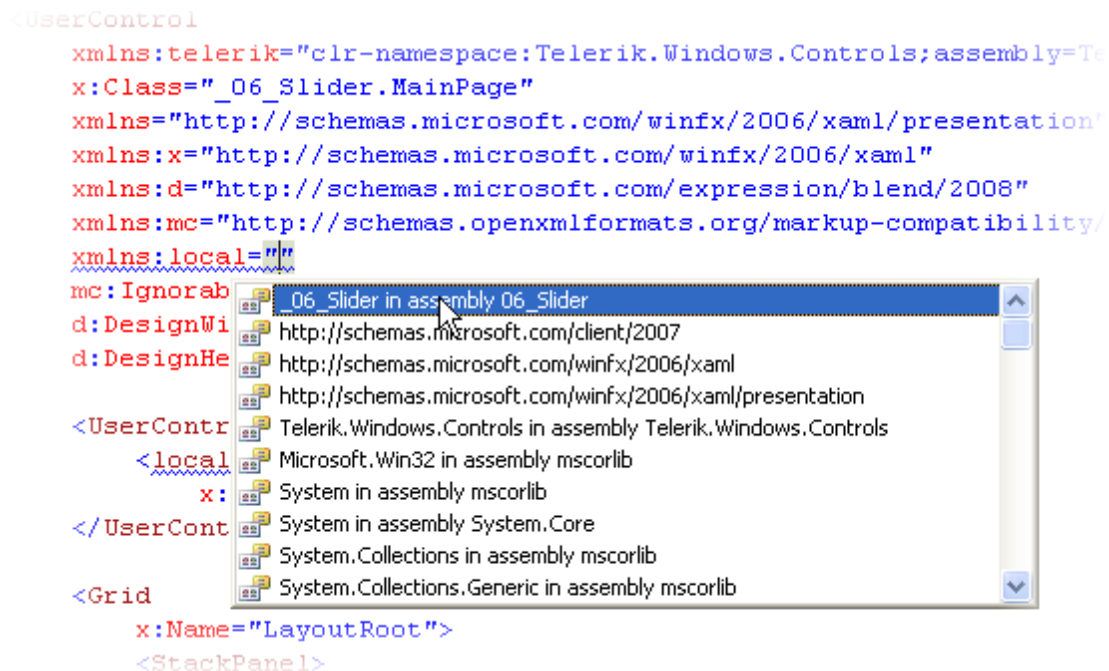 <UserControl
xmlns:telerik="clr-namespace:Telerik.Windows.Controls;assembly=Te
x:Class="_06_Slider.MainPage"
xmlns="http://schemas.microsoft.com/winfx/2006/xaml/presentation"
xmlns:x="http://schemas.microsoft.com/winfx/2006/xaml"
xmlns:d="http://schemas.microsoft.com/expression/blend/2008"
xmlns:mc="http://schemas.openxmlformats.org/markup-compatibility/
xmlns:local=""
mc:Ignorab
_06_Slider in assembly 06_Slider
d:DesignWi
http://schemas.microsoft.com/client/2007
d:DesignHe
http://schemas.microsoft.com/winfx/2006/xaml
http://schemas.microsoft.com/winfx/2006/xaml/presentation
<UserContr
Telerik.Windows.Controls in assembly Telerik.Windows.Controls
<local
Microsoft.Win32 in assembly mscorlib
x:
System in assembly mscorlib
</UserCont
System in assembly System.Core
System.Collections in assembly mscorlib
<Grid
System.Collections.Generic in assembly mscorlib
x:Name="LayoutRoot">
<StackPanel>